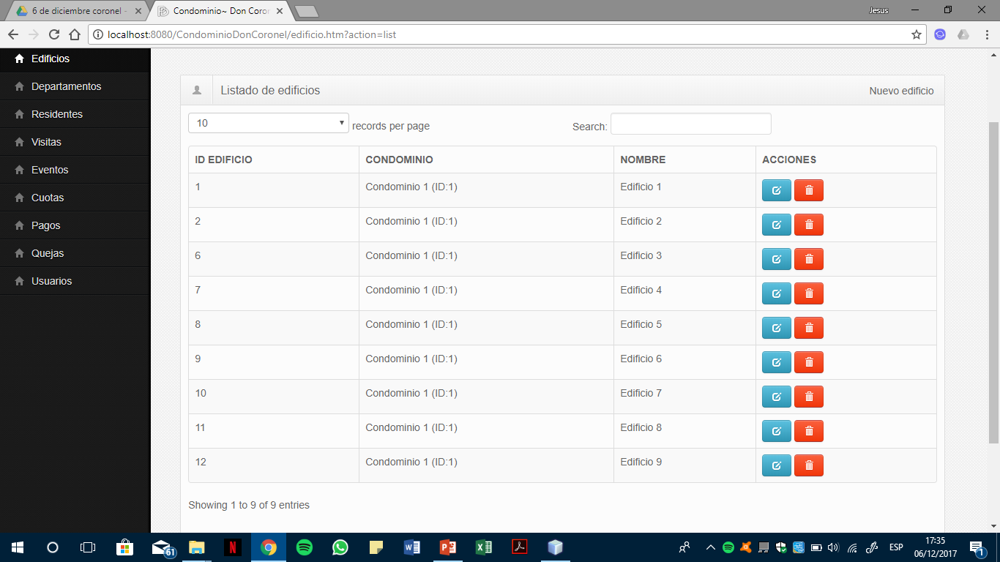 6 de diciembre coronel -
Condominio~ Don Coron
Jesus
localhost:8080/CondominioDonCoronel/edificio.htm?action=list
Edificios
Departamentos
Residentes
Visitas
Eventos
Cuotas
Pagos
Quejas
Usuarios
Listado de edificios
Nuevo edificio
10 records per page
Search:
ID EDIFICIO CONDOMINIO NOMBRE ACCIONES
1 Condominio 1 (ID:1) Edificio 1
2 Condominio 1 (ID:1) Edificio 2
6 Condominio 1 (ID:1) Edificio 3
7 Condominio 1 (ID:1) Edificio 4
8 Condominio 1 (ID:1) Edificio 5
9 Condominio 1 (ID:1) Edificio 6
10 Condominio 1 (ID:1) Edificio 7
11 Condominio 1 (ID:1) Edificio 8
12 Condominio 1 (ID:1) Edificio 9
Showing 1 to 9 of 9 entries
61
ESP
17:35
06/12/2017
1